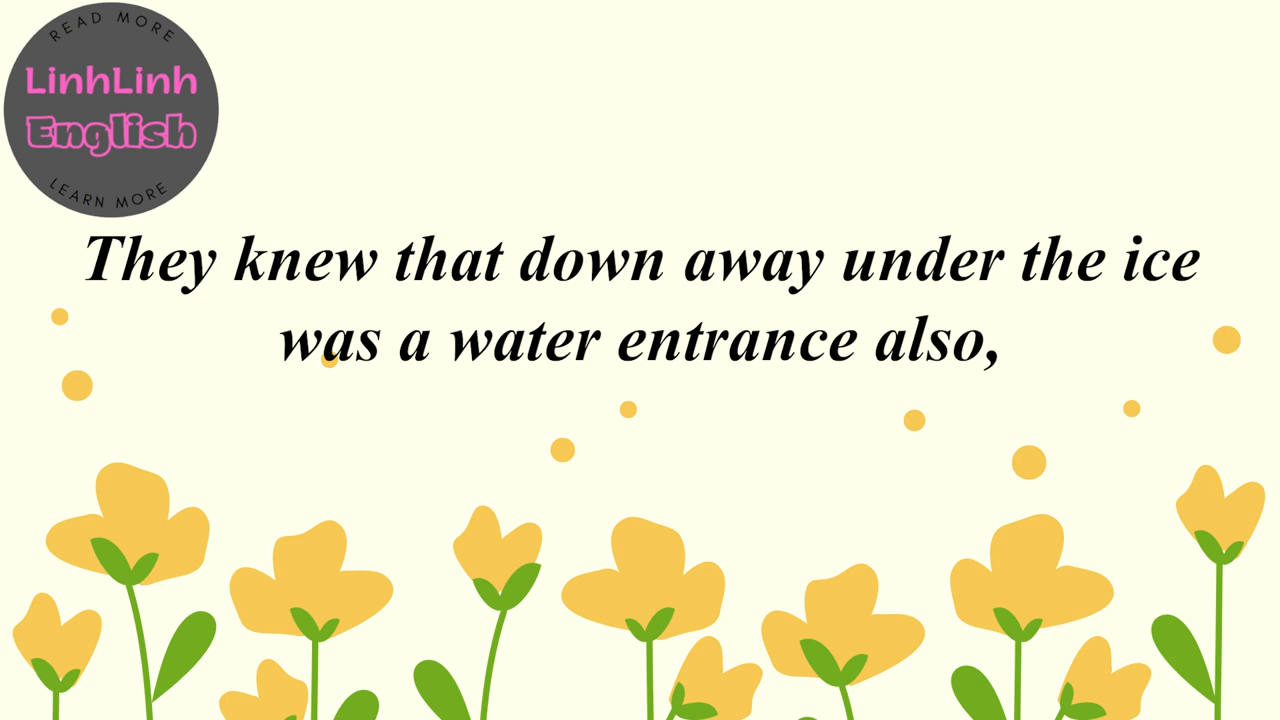 READ MORE
LinhLinh
English
LEARN MORE
They knew that down away under the ice
was a water entrance also,